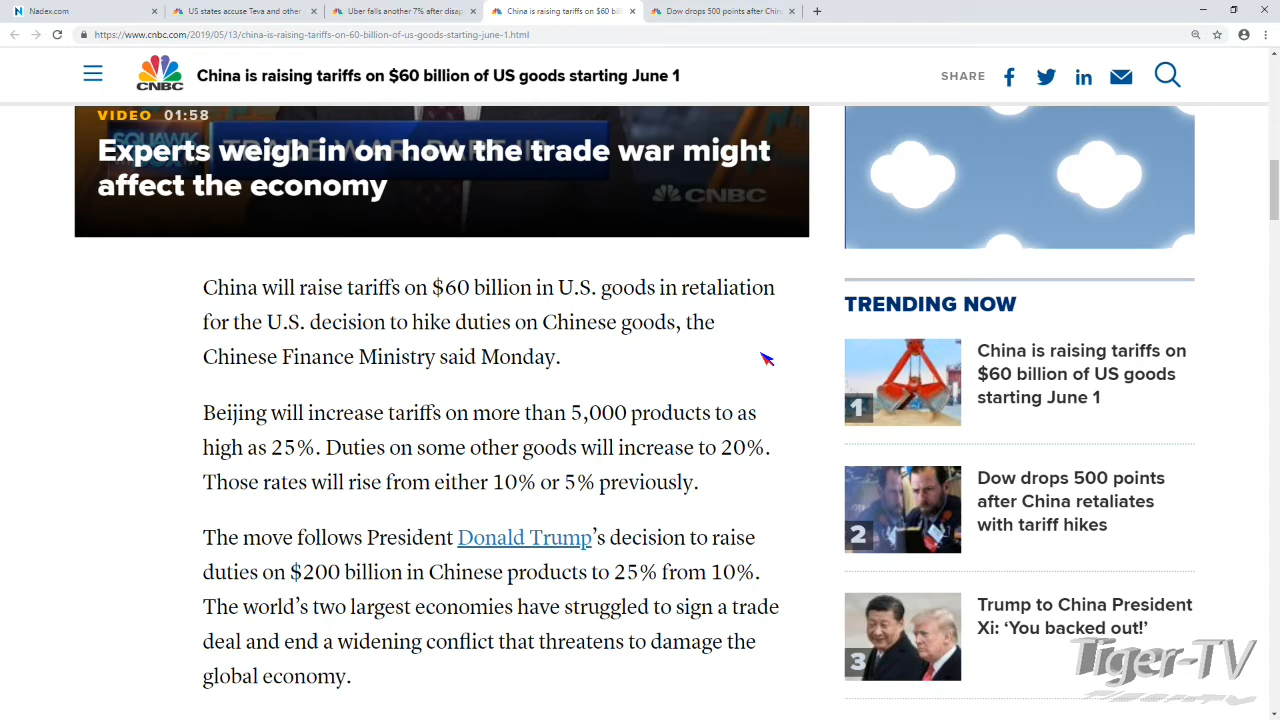 Nadex.com
US states accuse Teva and other
Uber falls another 7% after disap
China is raising tariffs on $60 bil
Dow drops 500 points after Chin
https://www.cnbc.com/2019/05/13/china-is-raising-tariffs-on-60-billion-of-us-goods-starting-june-1.html
CNBC
China is raising tariffs on $60 billion of US goods starting June 1
SHARE
VIDEO 01:58
SQUAWK
TRADE WAR: PART II
Experts weigh in on how the trade war might
affect the economy
CNBC
China will raise tariffs on $60 billion in U.S. goods in retaliation
for the U.S. decision to hike duties on Chinese goods, the
Chinese Finance Ministry said Monday.
Beijing will increase tariffs on more than 5,000 products to as
high as 25%. Duties on some other goods will increase to 20%.
Those rates will rise from either 10% or 5% previously.
The move follows President Donald Trump's decision to raise
duties on $200 billion in Chinese products to 25% from 10%.
The world's two largest economies have struggled to sign a trade
deal and end a widening conflict that threatens to damage the
global economy.
TRENDING NOW
1
China is raising tariffs on
$60 billion of US goods
starting June 1
2
Dow drops 500 points
after China retaliates
with tariff hikes
3
Trump to China President
Xi: 'You backed out!'
Tiger-TV